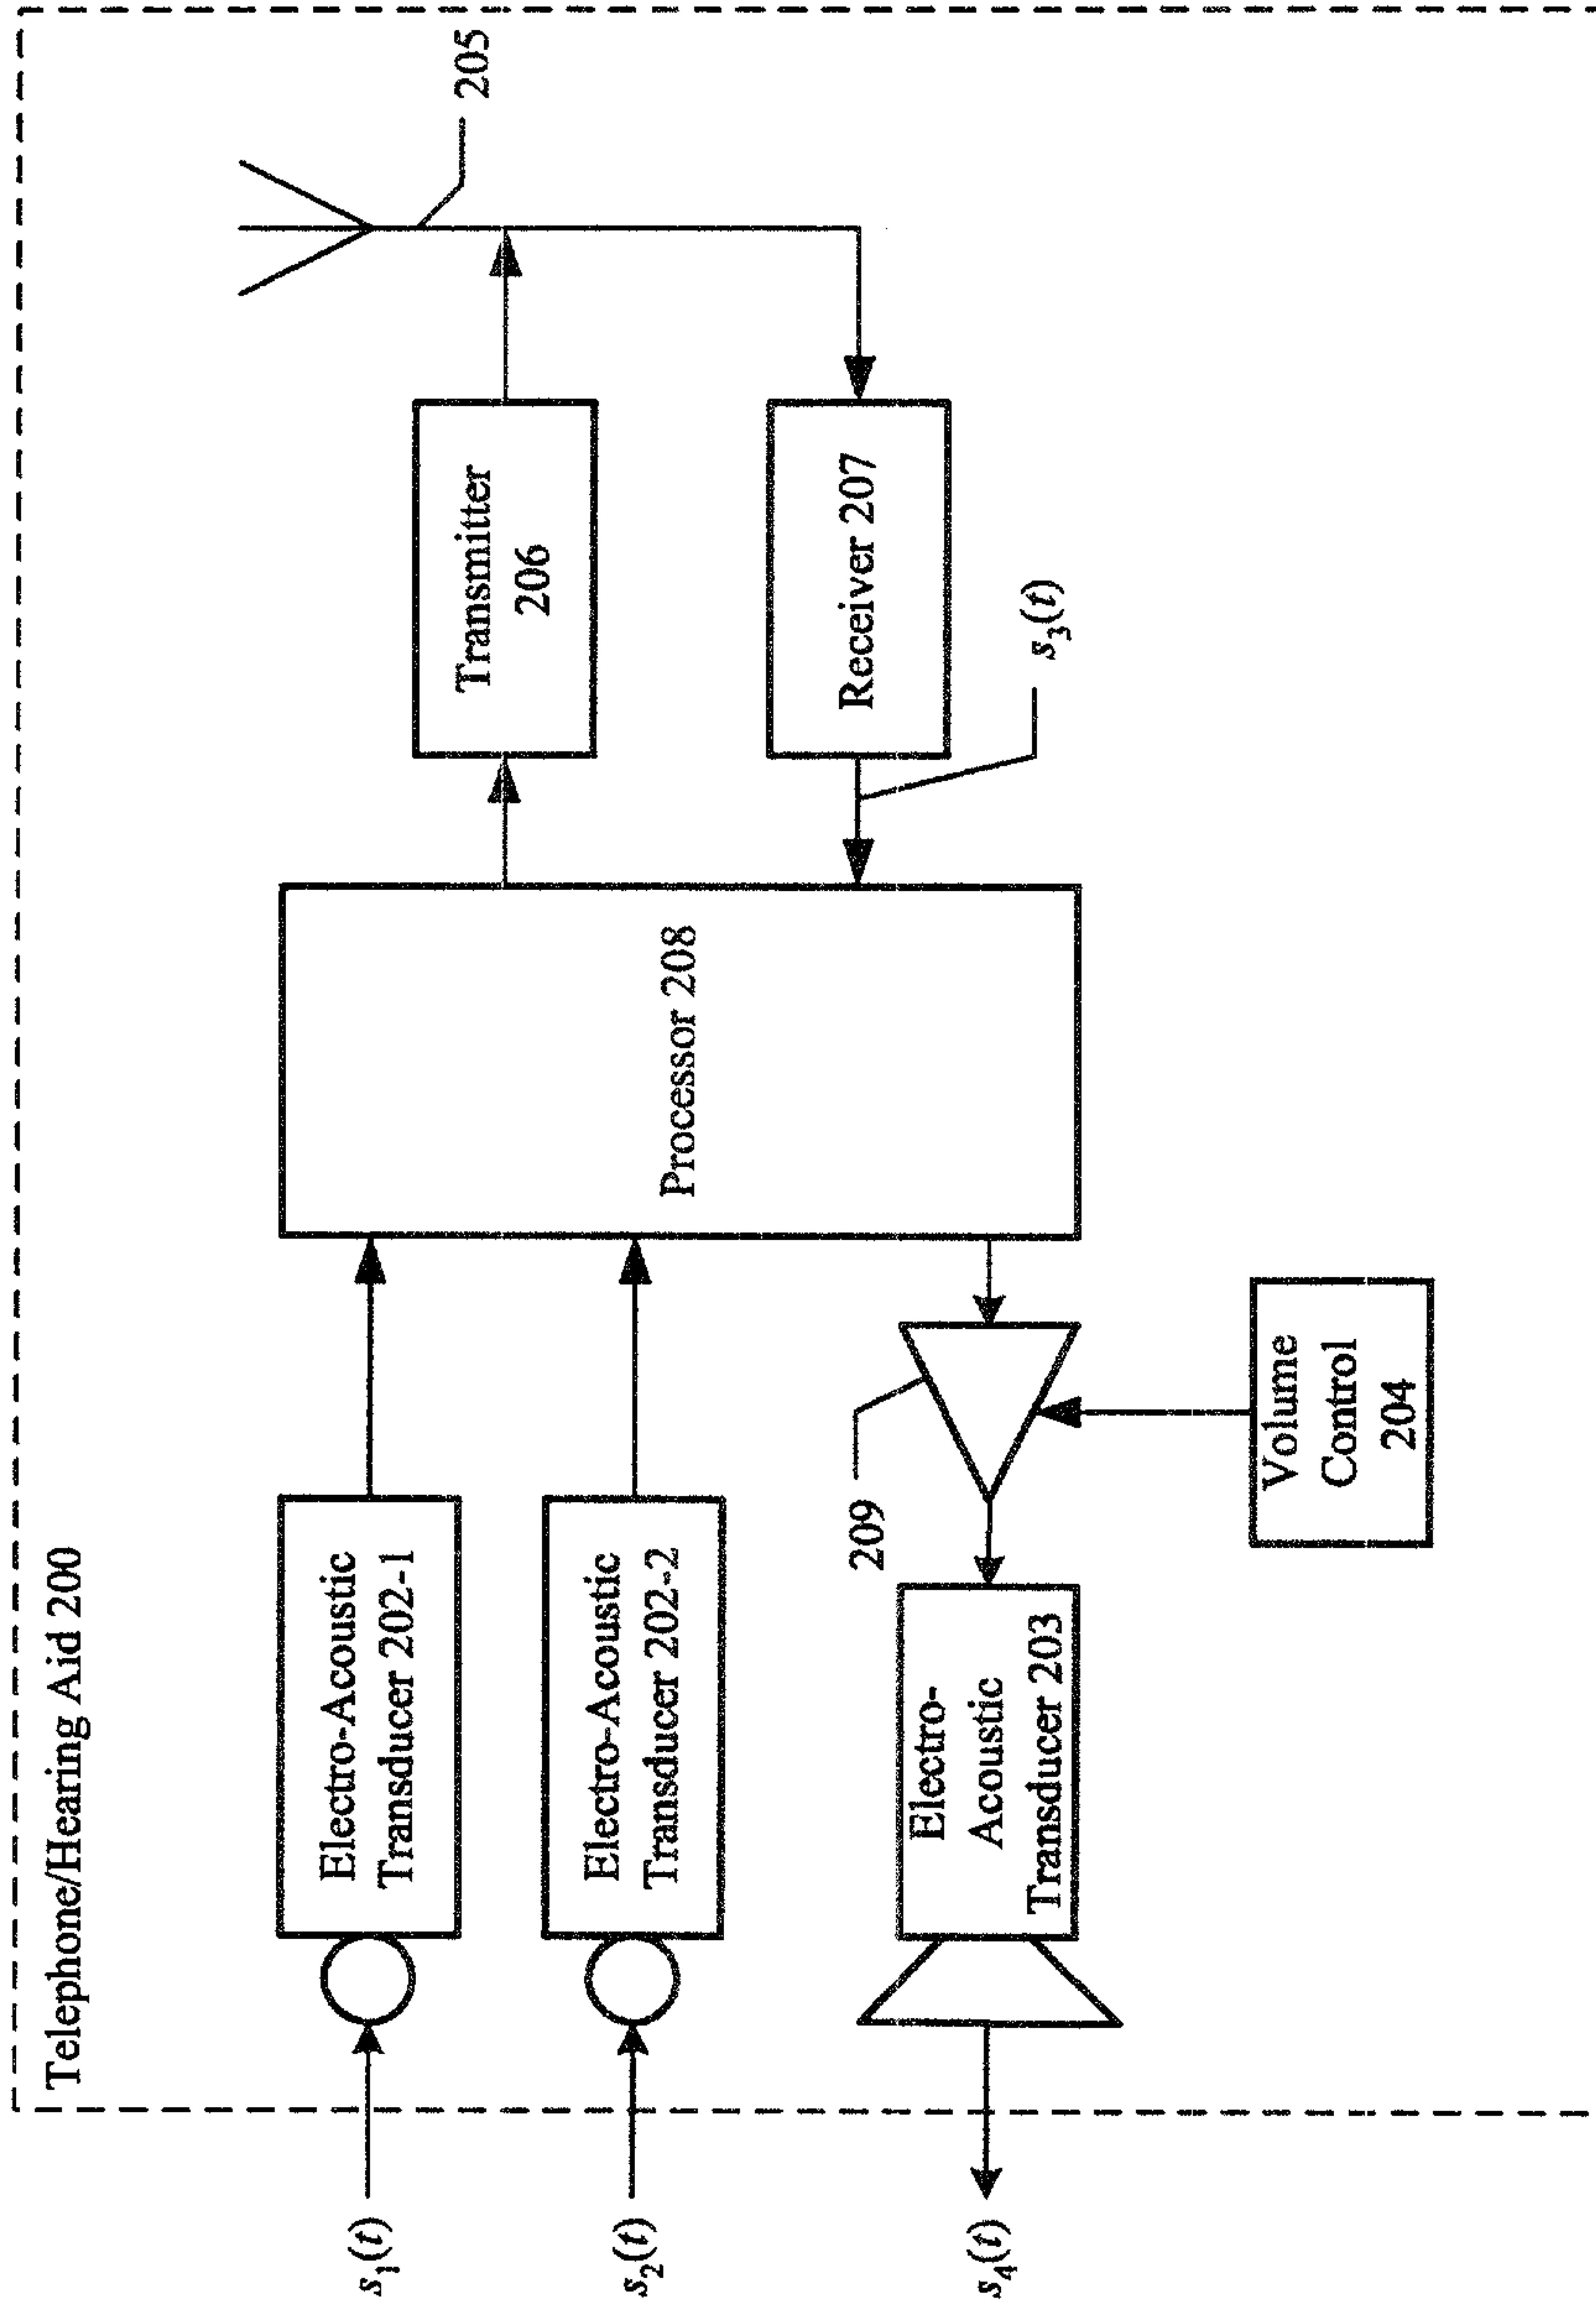 Telephone/Hearing Aid 200
s₁(t)
Electro-Acoustic
Transducer 202-1
s₂(t)
Electro-Acoustic
Transducer 202-2
s₄(t)
Electro-
Acoustic
Transducer 203
209
Volume
Control
204
Processor 208
Transmitter
206
Receiver 207
s₃(t)
205